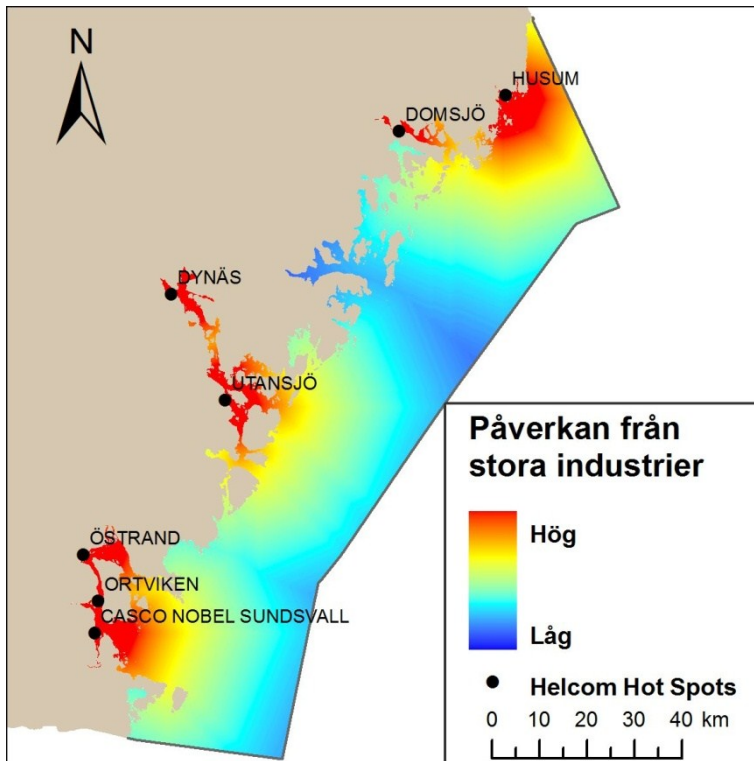 N
HUSUM
DOMSJÖ
DYNÄS
UTANSJÖ
ÖSTRAND
ORTVIKEN
CASCO NOBEL SUNDSVALL
Påverkan från
stora industrier
Hög
Låg
Helcom Hot Spots
0 10 20 30 40 km